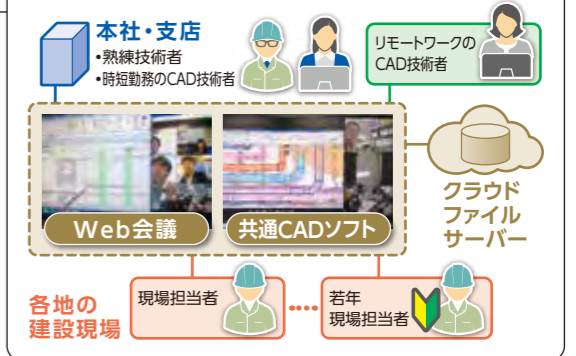 本社・支店
•熟練技術者
•時短勤務のCAD技術者
リモートワークの
CAD技術者
Web会議
共通CADソフト
クラウド
ファイル
サーバー
各地の
建設現場
現場担当者
若年
現場担当者